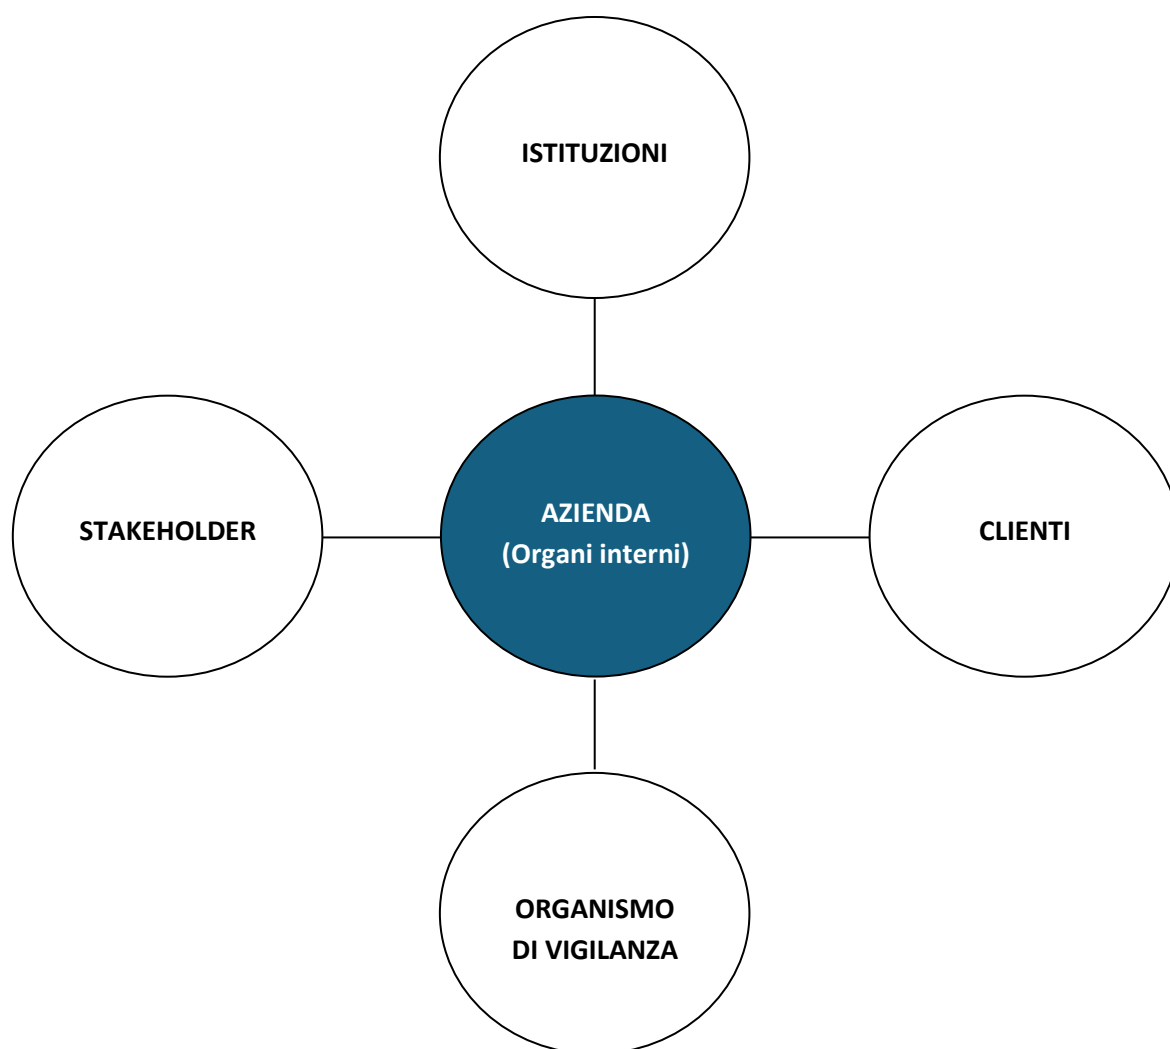 ISTITUZIONI
STAKEHOLDER
AZIENDA
(Organi interni)
CLIENTI
ORGANISMO
DI VIGILANZA